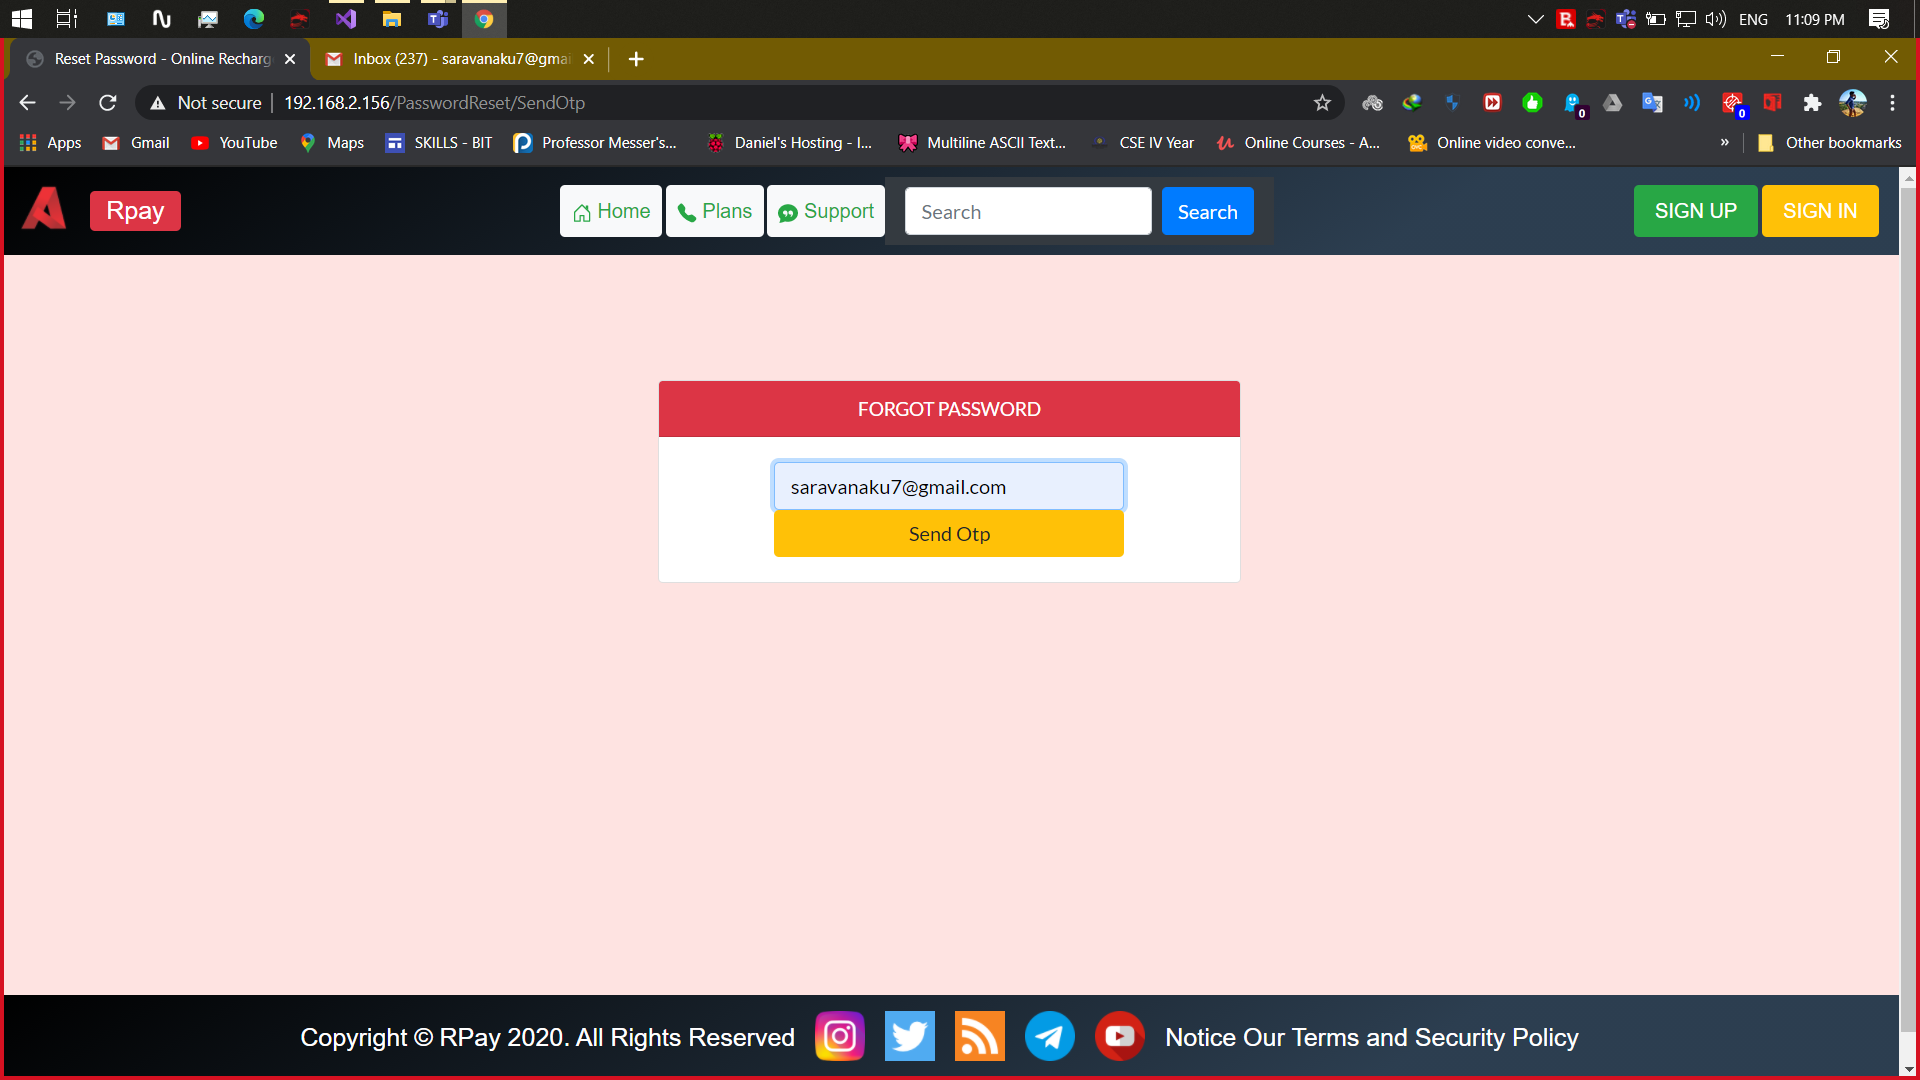 ENG 11:09 PM
Reset Password - Online Recharg
Inbox (237) - saravanaku7@gmai
Not secure 192.168.2.156/PasswordReset/SendOtp
0 0
Apps Gmail YouTube Maps SKILLS - BIT Professor Messer's... Daniel's Hosting - I... Multiline ASCII Text... CSE IV Year Online Courses - A... Online video conve... » Other bookmarks
Rpay Home Plans Support Search Search SIGN UP SIGN IN
FORGOT PASSWORD
saravanaku7@gmail.com
Send Otp
Copyright © RPay 2020. All Rights Reserved Notice Our Terms and Security Policy